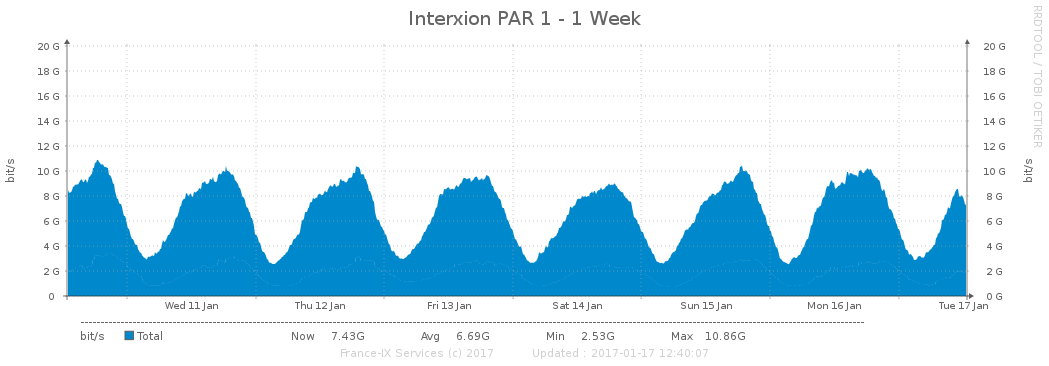 Interxion PAR 1 - 1 Week
RRDTOOL / TOBI OETIKER
bit/s
20 G 20 G
18 G 18 G
16 G 16 G
14 G 14 G
12 G 12 G
10 G 10 G
8 G 8 G
6 G 6 G
4 G 4 G
2 G 2 G
0 0 G
bit/s
Wed 11 Jan Thu 12 Jan Fri 13 Jan Sat 14 Jan Sun 15 Jan Mon 16 Jan Tue 17 Jan
bit/s Total Now 7.43G Avg 6.69G Min 2.53G Max 10.86G
France-IX Services (c) 2017 Updated : 2017-01-17 12:40:07